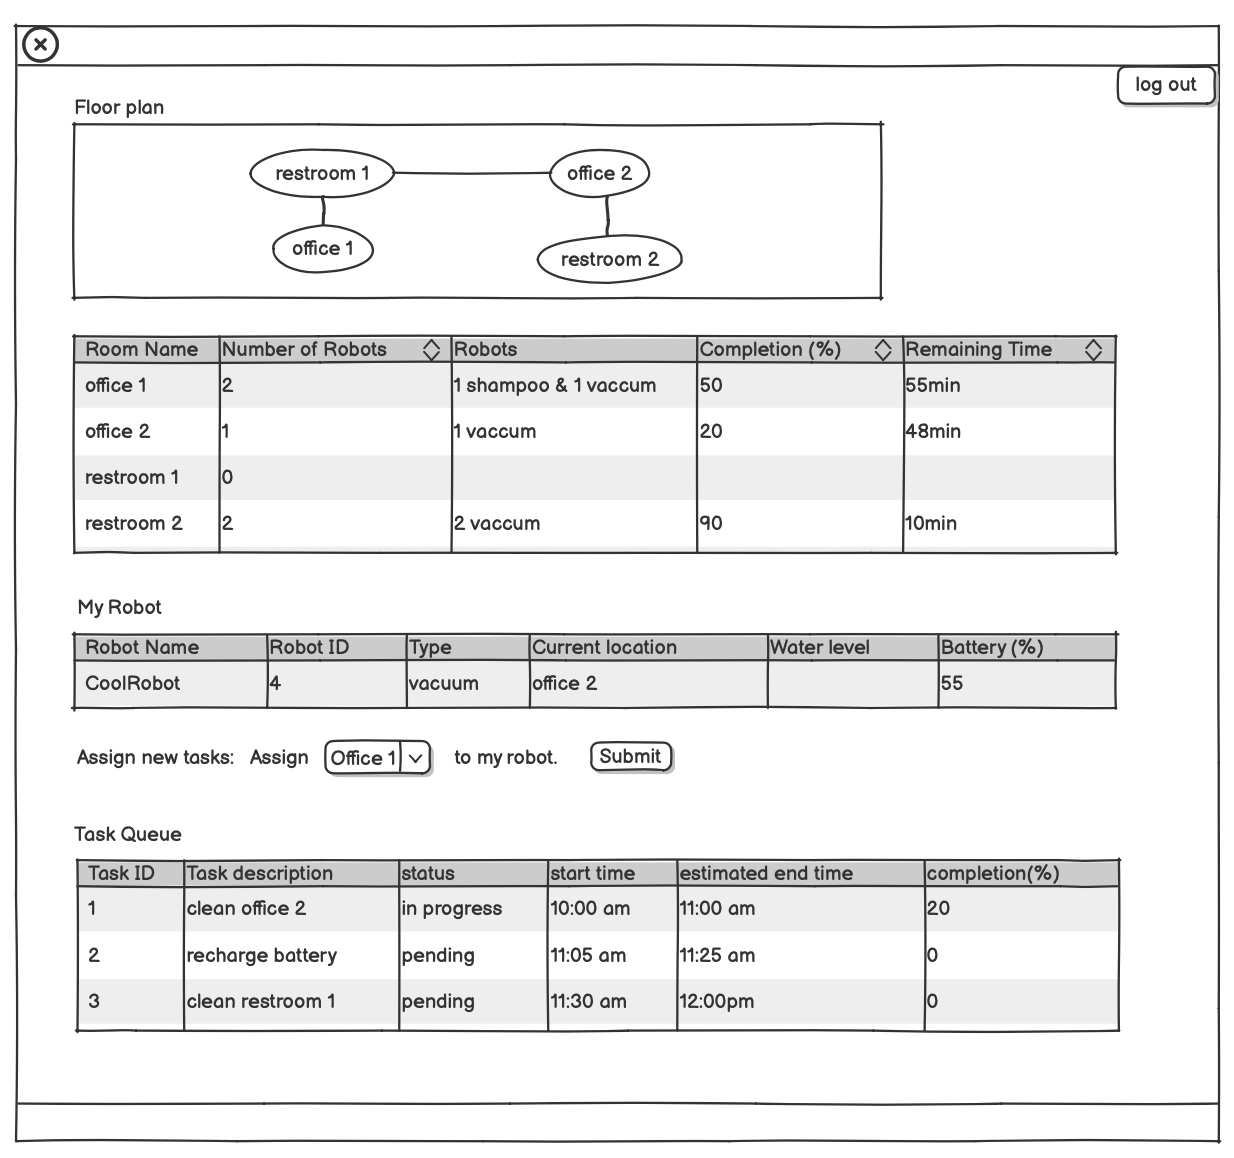 log out
Floor plan
restroom 1 office 2
office 1
restroom 2
Room Name Number of Robots Robots Completion (%) Remaining Time
office 1 2 1 shampoo & 1 vaccum 50 55min
office 2 1 1 vaccum 20 48min
restroom 1 0
restroom 2 2 2 vaccum 90 10min
My Robot
Robot Name Robot ID Type Current location Water level Battery (%)
CoolRobot 4 vacuum office 2 55
Assign new tasks: Assign Office 1 to my robot. Submit
Task Queue
Task ID Task description status start time estimated end time completion(%)
1 clean office 2 in progress 10:00 am 11:00 am 20
2 recharge battery pending 11:05 am 11:25 am 0
3 clean restroom 1 pending 11:30 am 12:00pm 0